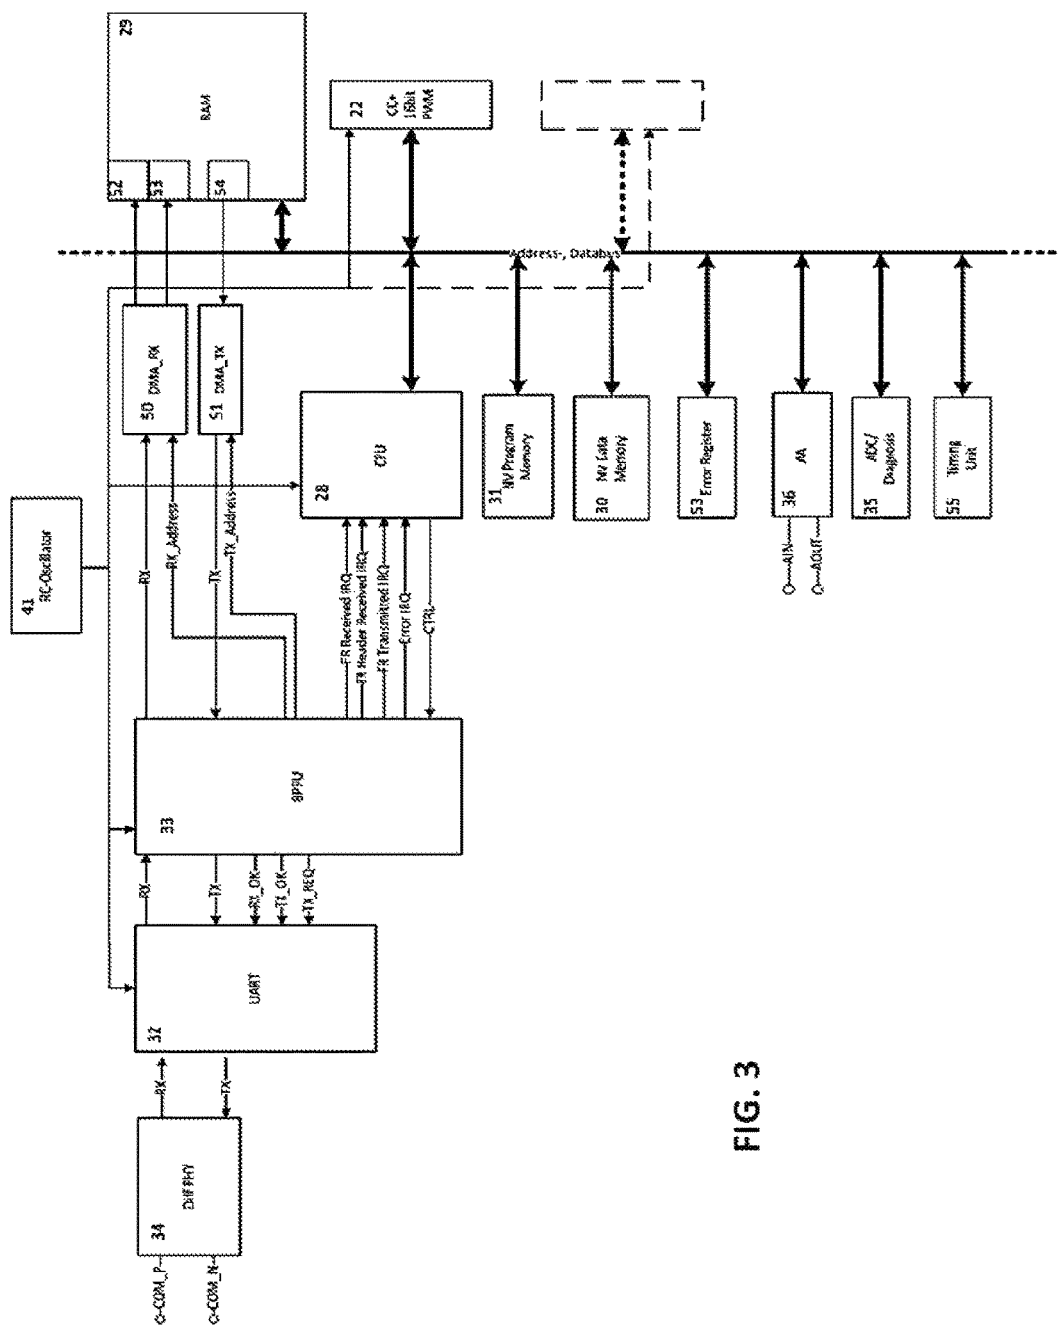 29
RAM
52
53
54
22
CC+
16bit
PWM
Address-, Databus
50 DMA_RX
51 DMA_TX
CPU
28
31 NV Program
Memory
30 NV Data
Memory
53 Error Register
36
AA
35
ADC/
Diagnosis
55
Timing
Unit
AIN
AOUT
41
RC-Oscillator
RX
RX_Address
TX
TX_Address
FR Received IRQ
FR Header Received IRQ
FR Transmitted IRQ
Error IRQ
CTRL
33
BPPU
RX
TX
RX_OK
TX_OK
TX_REQ
32
UART
RX
TX
34
Diff PHY
COM_P
COM_N
FIG. 3